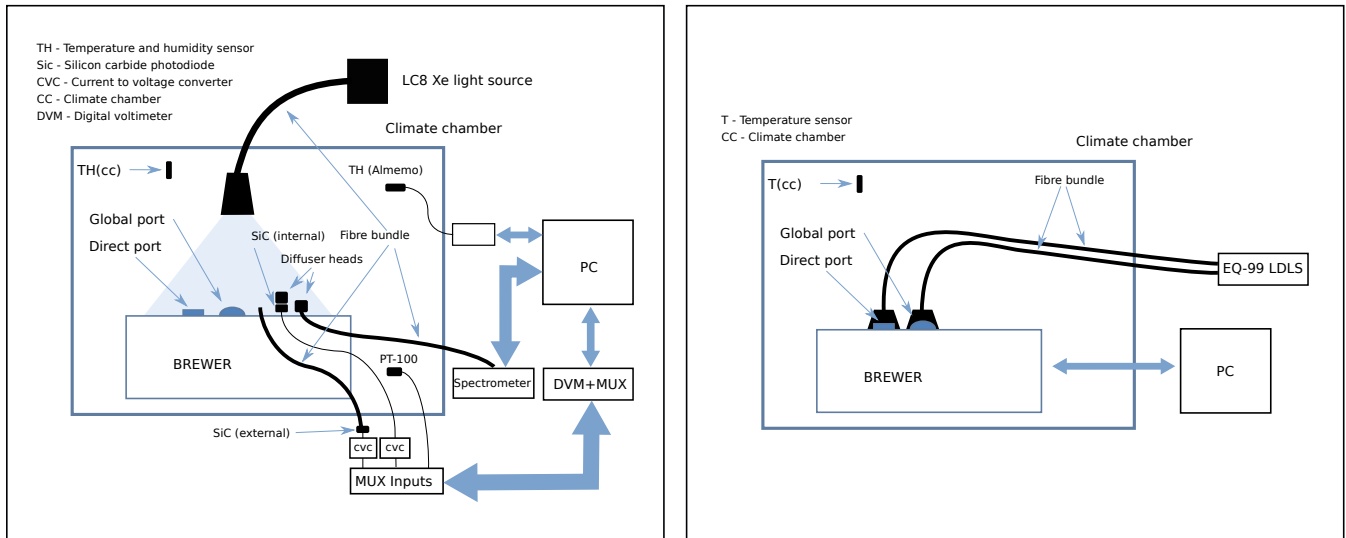 TH - Temperature and humidity sensor
Sic - Silicon carbide photodiode
CVC - Current to voltage converter
CC - Climate chamber
DVM - Digital voltimeter
LC8 Xe light source
Climate chamber
TH(cc)
TH (Almemo)
Global port
Direct port
SiC (internal)
Fibre bundle
Diffuser heads
PC
BREWER
PT-100
Spectrometer
DVM+MUX
SiC (external)
cvc
cvc
MUX Inputs
T - Temperature sensor
CC - Climate chamber
Climate chamber
T(cc)
Fibre bundle
Global port
Direct port
EQ-99 LDLS
BREWER
PC